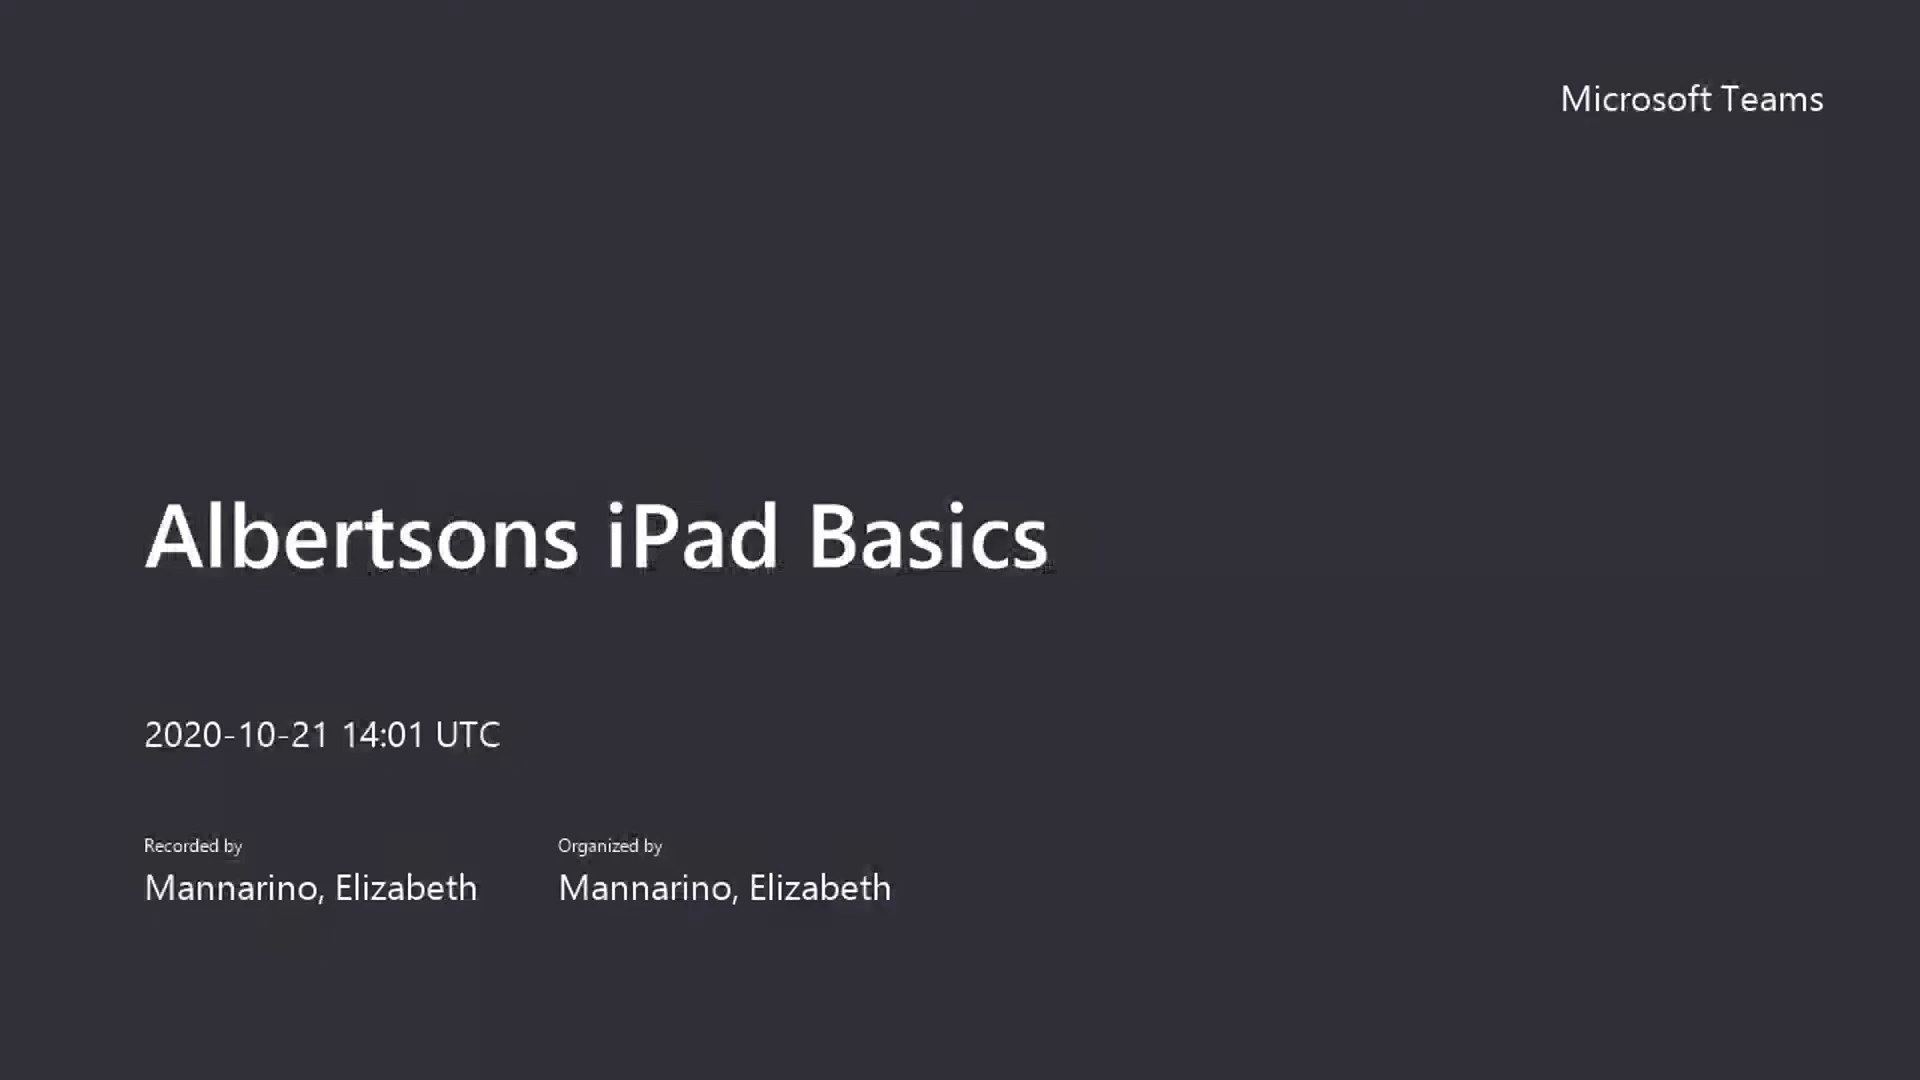 Microsoft Teams
Albertsons iPad Basics
2020-10-21 14:01 UTC
Recorded by
Mannarino, Elizabeth
Organized by
Mannarino, Elizabeth